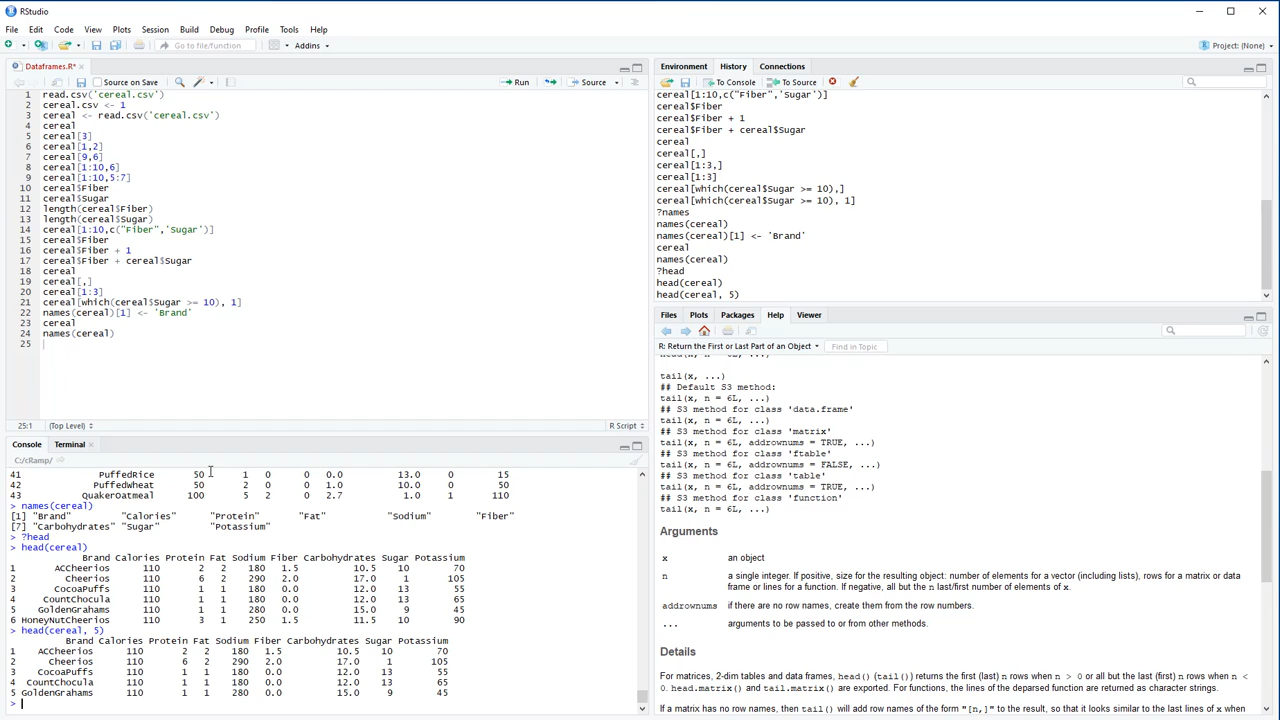 RStudio
File Edit Code View Plots Session Build Debug Profile Tools Help
Go to file/function Addins Project: (None)
Dataframes.R*
Source on Save Run Source
1 read.csv('cereal.csv')
2 cereal.csv <- 1
3 cereal <- read.csv('cereal.csv')
4 cereal
5 cereal[3]
6 cereal[1,2]
7 cereal[9,6]
8 cereal[1:10,6]
9 cereal[1:10,5:7]
10 cereal$Fiber
11 cereal$Sugar
12 length(cereal$Fiber)
13 length(cereal$Sugar)
14 cereal[1:10,c("Fiber",'Sugar')]
15 cereal$Fiber
16 cereal$Fiber + 1
17 cereal$Fiber + cereal$Sugar
18 cereal
19 cereal[,]
20 cereal[1:3]
21 cereal[which(cereal$Sugar >= 10), 1]
22 names(cereal)[1] <- 'Brand'
23 cereal
24 names(cereal)
25
25:1 (Top Level) R Script
Console Terminal
C:/cRamp/
41 PuffedRice 50 1 0 0 0.0 13.0 0 15
42 PuffedWheat 50 2 0 0 1.0 10.0 0 50
43 QuakerOatmeal 100 5 2 0 2.7 1.0 1 110
> names(cereal)
[1] "Brand" "Calories" "Protein" "Fat" "Sodium" "Fiber"
[7] "Carbohydrates" "Sugar" "Potassium"
> ?head
> head(cereal)
Brand Calories Protein Fat Sodium Fiber Carbohydrates Sugar Potassium
1 ACCheerios 110 2 2 180 1.5 10.5 10 70
2 Cheerios 110 6 2 290 2.0 17.0 1 105
3 CocoaPuffs 110 1 1 180 0.0 12.0 13 55
4 CountChocula 110 1 1 180 0.0 12.0 13 65
5 GoldenGrahams 110 1 1 280 0.0 15.0 9 45
6 HoneyNutCheerios 110 3 1 250 1.5 11.5 10 90
> head(cereal, 5)
Brand Calories Protein Fat Sodium Fiber Carbohydrates Sugar Potassium
1 ACCheerios 110 2 2 180 1.5 10.5 10 70
2 Cheerios 110 6 2 290 2.0 17.0 1 105
3 CocoaPuffs 110 1 1 180 0.0 12.0 13 55
4 CountChocula 110 1 1 180 0.0 12.0 13 65
5 GoldenGrahams 110 1 1 280 0.0 15.0 9 45
>
Environment History Connections
To Console To Source
cereal[1:10,c("Fiber",'Sugar')]
cereal$Fiber
cereal$Fiber + 1
cereal$Fiber + cereal$Sugar
cereal
cereal[,]
cereal[1:3,]
cereal[1:3]
cereal[which(cereal$Sugar >= 10),]
cereal[which(cereal$Sugar >= 10), 1]
?names
names(cereal)
names(cereal)[1] <- 'Brand'
cereal
names(cereal)
?head
head(cereal)
head(cereal, 5)
Files Plots Packages Help Viewer
R: Return the First or Last Part of an Object Find in Topic
head(x, n = 6L, ...)
tail(x, ...)
## Default S3 method:
tail(x, n = 6L, ...)
## S3 method for class 'data.frame'
tail(x, n = 6L, ...)
## S3 method for class 'matrix'
tail(x, n = 6L, addrownums = TRUE, ...)
## S3 method for class 'ftable'
tail(x, n = 6L, addrownums = FALSE, ...)
## S3 method for class 'table'
tail(x, n = 6L, addrownums = TRUE, ...)
## S3 method for class 'function'
tail(x, n = 6L, ...)
Arguments
x an object
n a single integer. If positive, size for the resulting object: number of elements for a vector (including lists), rows for a matrix or data
frame or lines for a function. If negative, all but the n last/first number of elements of x.
addrownums if there are no row names, create them from the row numbers.
... arguments to be passed to or from other methods.
Details
For matrices, 2-dim tables and data frames, head() (tail()) returns the first (last) n rows when n > 0 or all but the last (first) n rows when n <
0. head.matrix() and tail.matrix() are exported. For functions, the lines of the deparsed function are returned as character strings.
If a matrix has no row names, then tail() will add row names of the form "[n,]" to the result, so that it looks similar to the last lines of x when